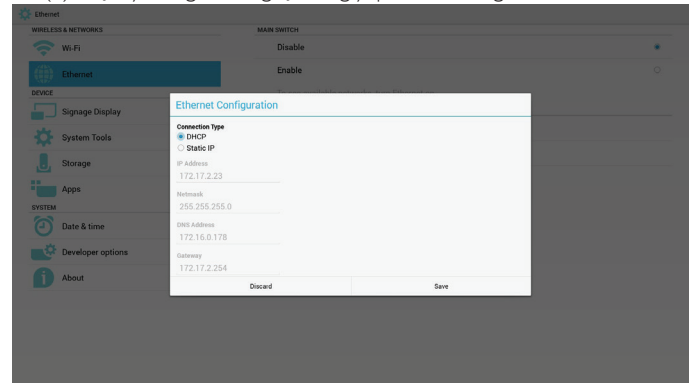 Ethernet
WIRELESS & NETWORKS
Wi-Fi
Ethernet
DEVICE
Signage Display
System Tools
Storage
Apps
SYSTEM
Date & time
Developer options
About
MAIN SWITCH
Disable
Enable
Ethernet Configuration
Connection Type
DHCP
Static IP
IP Address
172.17.2.23
Netmask
255.255.255.0
DNS Address
172.16.0.178
Gateway
172.17.2.254
Discard
Save